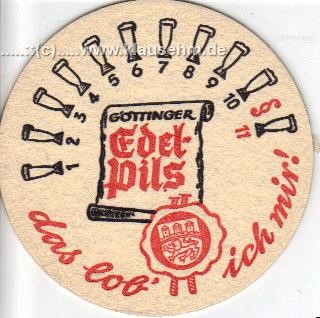 .....::(c).....www.klausehm.de
1 2 3 4 5 6 7 8 9 10 § 11
GÖTTINGER
Edel-
Pils
das lob' ich mir!